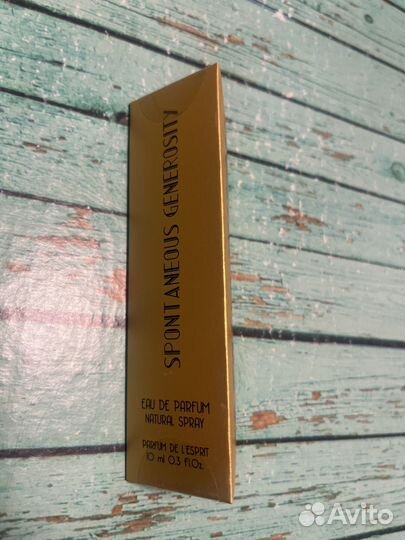 SPONTANEOUS GENEROSITY
EAU DE PARFUM
NATURAL SPRAY
PARFUM DE L'ESPRIT
10 ml 0.3 fl.Oz.
Avito